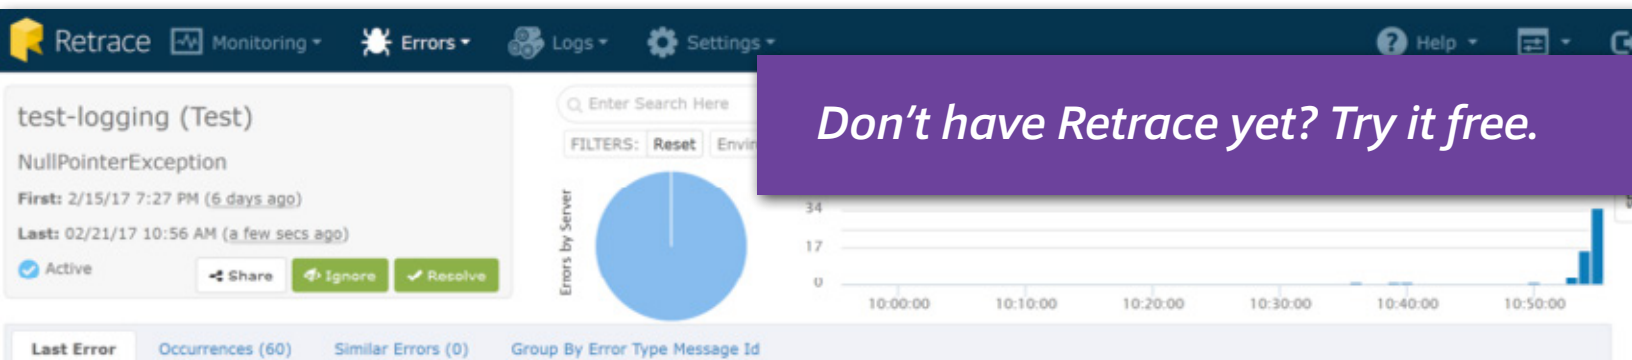 Retrace Monitoring Errors Logs Settings Help
Don't have Retrace yet? Try it free.
test-logging (Test)
NullPointerException
First: 2/15/17 7:27 PM (6 days ago)
Last: 02/21/17 10:56 AM (a few secs ago)
Active Share Ignore Resolve
Enter Search Here
FILTERS: Reset Envir
Errors by Server
34
17
0
10:00:00 10:10:00 10:20:00 10:30:00 10:40:00 10:50:00
Last Error Occurrences (60) Similar Errors (0) Group By Error Type Message Id